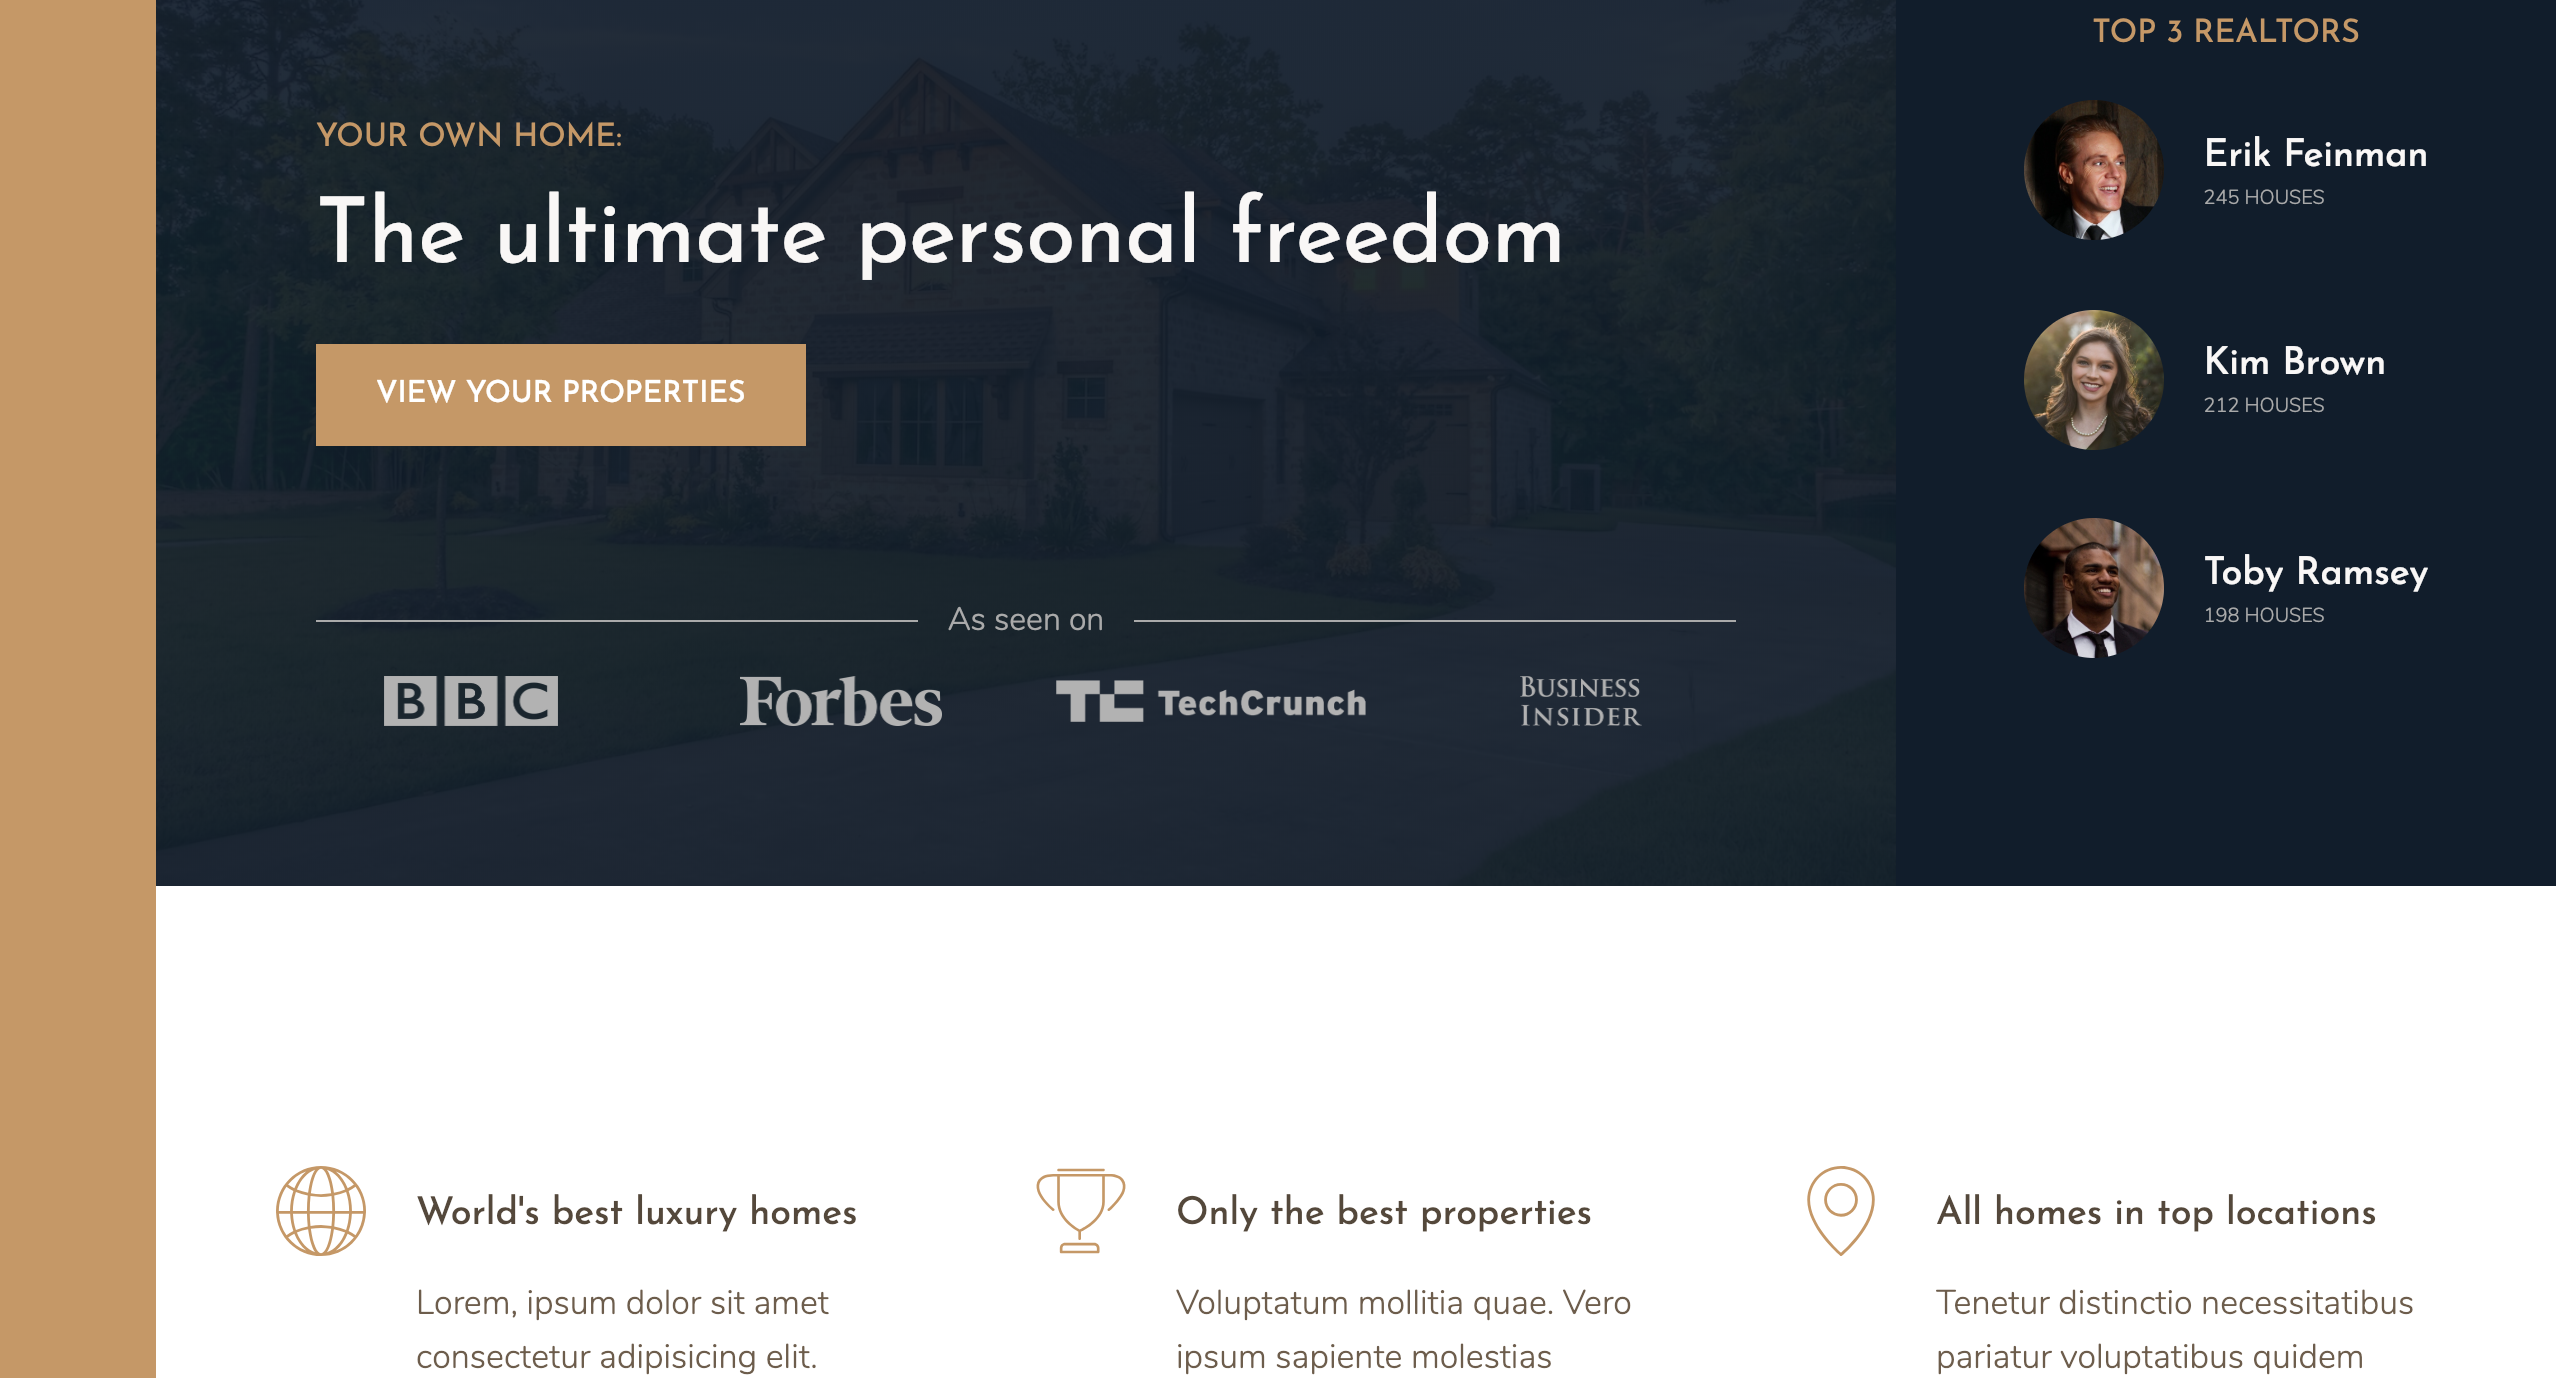 YOUR OWN HOME:
The ultimate personal freedom
VIEW YOUR PROPERTIES
As seen on
BBC
Forbes
TC TechCrunch
BUSINESS
INSIDER
TOP 3 REALTORS
Erik Feinman
245 HOUSES
Kim Brown
212 HOUSES
Toby Ramsey
198 HOUSES
World's best luxury homes
Lorem, ipsum dolor sit amet
consectetur adipisicing elit.
Only the best properties
Voluptatum mollitia quae. Vero
ipsum sapiente molestias
All homes in top locations
Tenetur distinctio necessitatibus
pariatur voluptatibus quidem